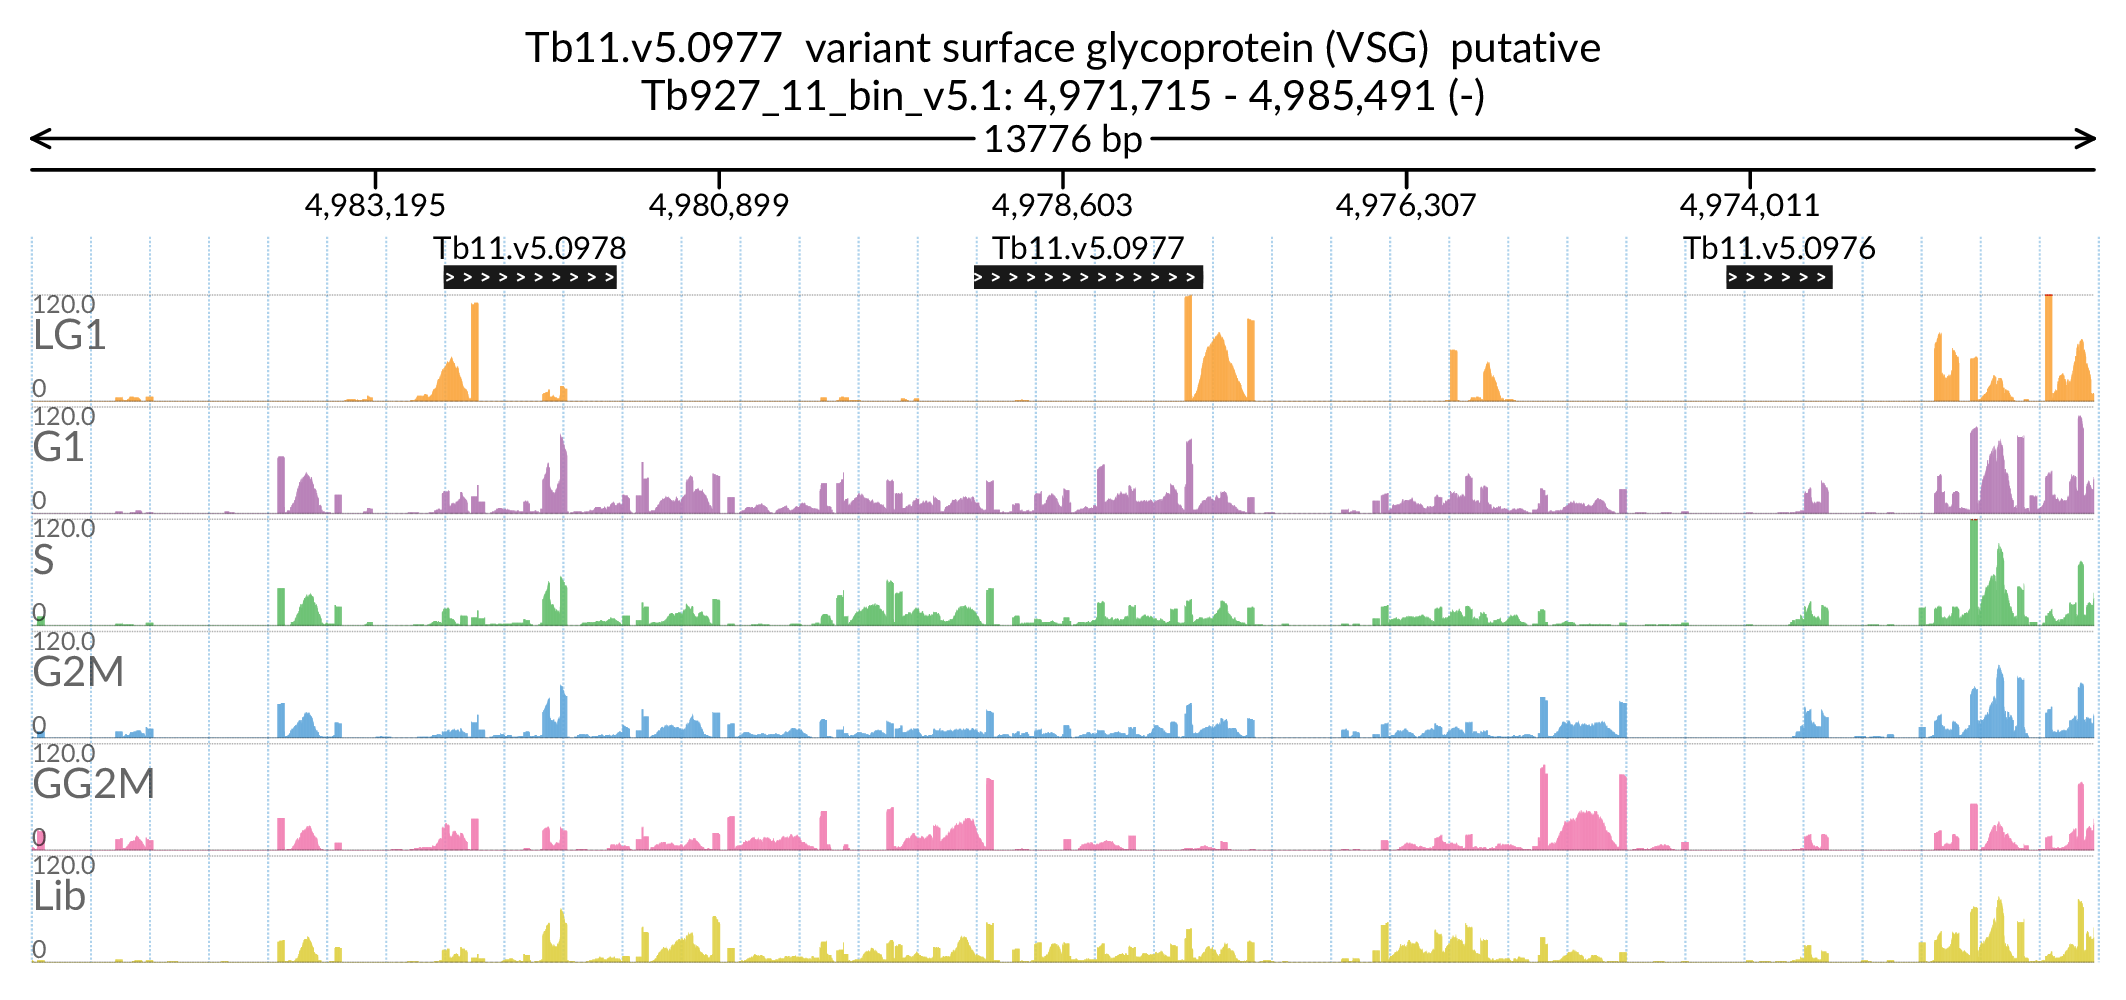 Tb11.v5.0977 variant surface glycoprotein (VSG) putative
Tb927_11_bin_v5.1: 4,971,715 - 4,985,491 (-)
13776 bp
4,983,195 4,980,899 4,978,603 4,976,307 4,974,011
Tb11.v5.0978 Tb11.v5.0977 Tb11.v5.0976
120.0
LG1
0
120.0
G1
0
120.0
S
0
120.0
G2M
0
120.0
GG2M
0
120.0
Lib
0